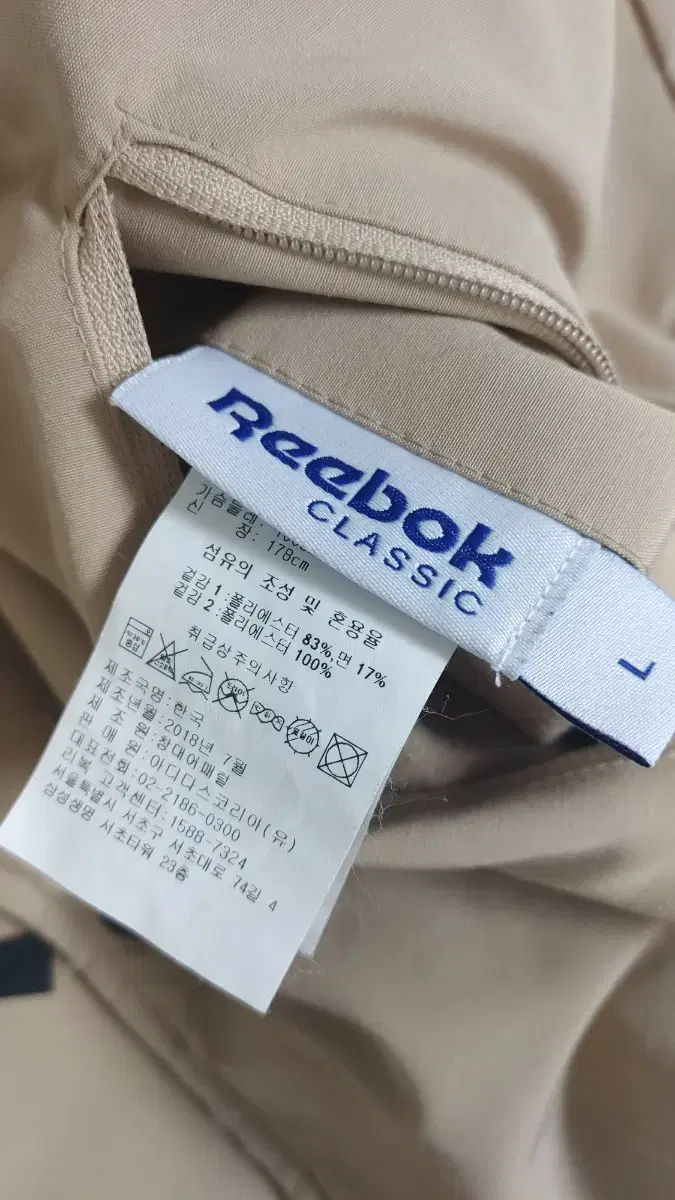 Reebok
CLASSIC
L
가슴둘레:
신 장: 178cm
섬유의 조성 및 혼용율
겉감 1:폴리에스터 83%,면 17%
겉감 2:폴리에스터 100%
취급상주의사항
제조국명:한국
제조년월:2018년 7월
제 조 원:창대어패럴
판 매 원:아디다스코리아(유)
대표전화:02-2186-0300
리복 고객센터:1588-7324
서울특별시 서초구 서초대로 74길 4
삼성생명 서초타워 23층